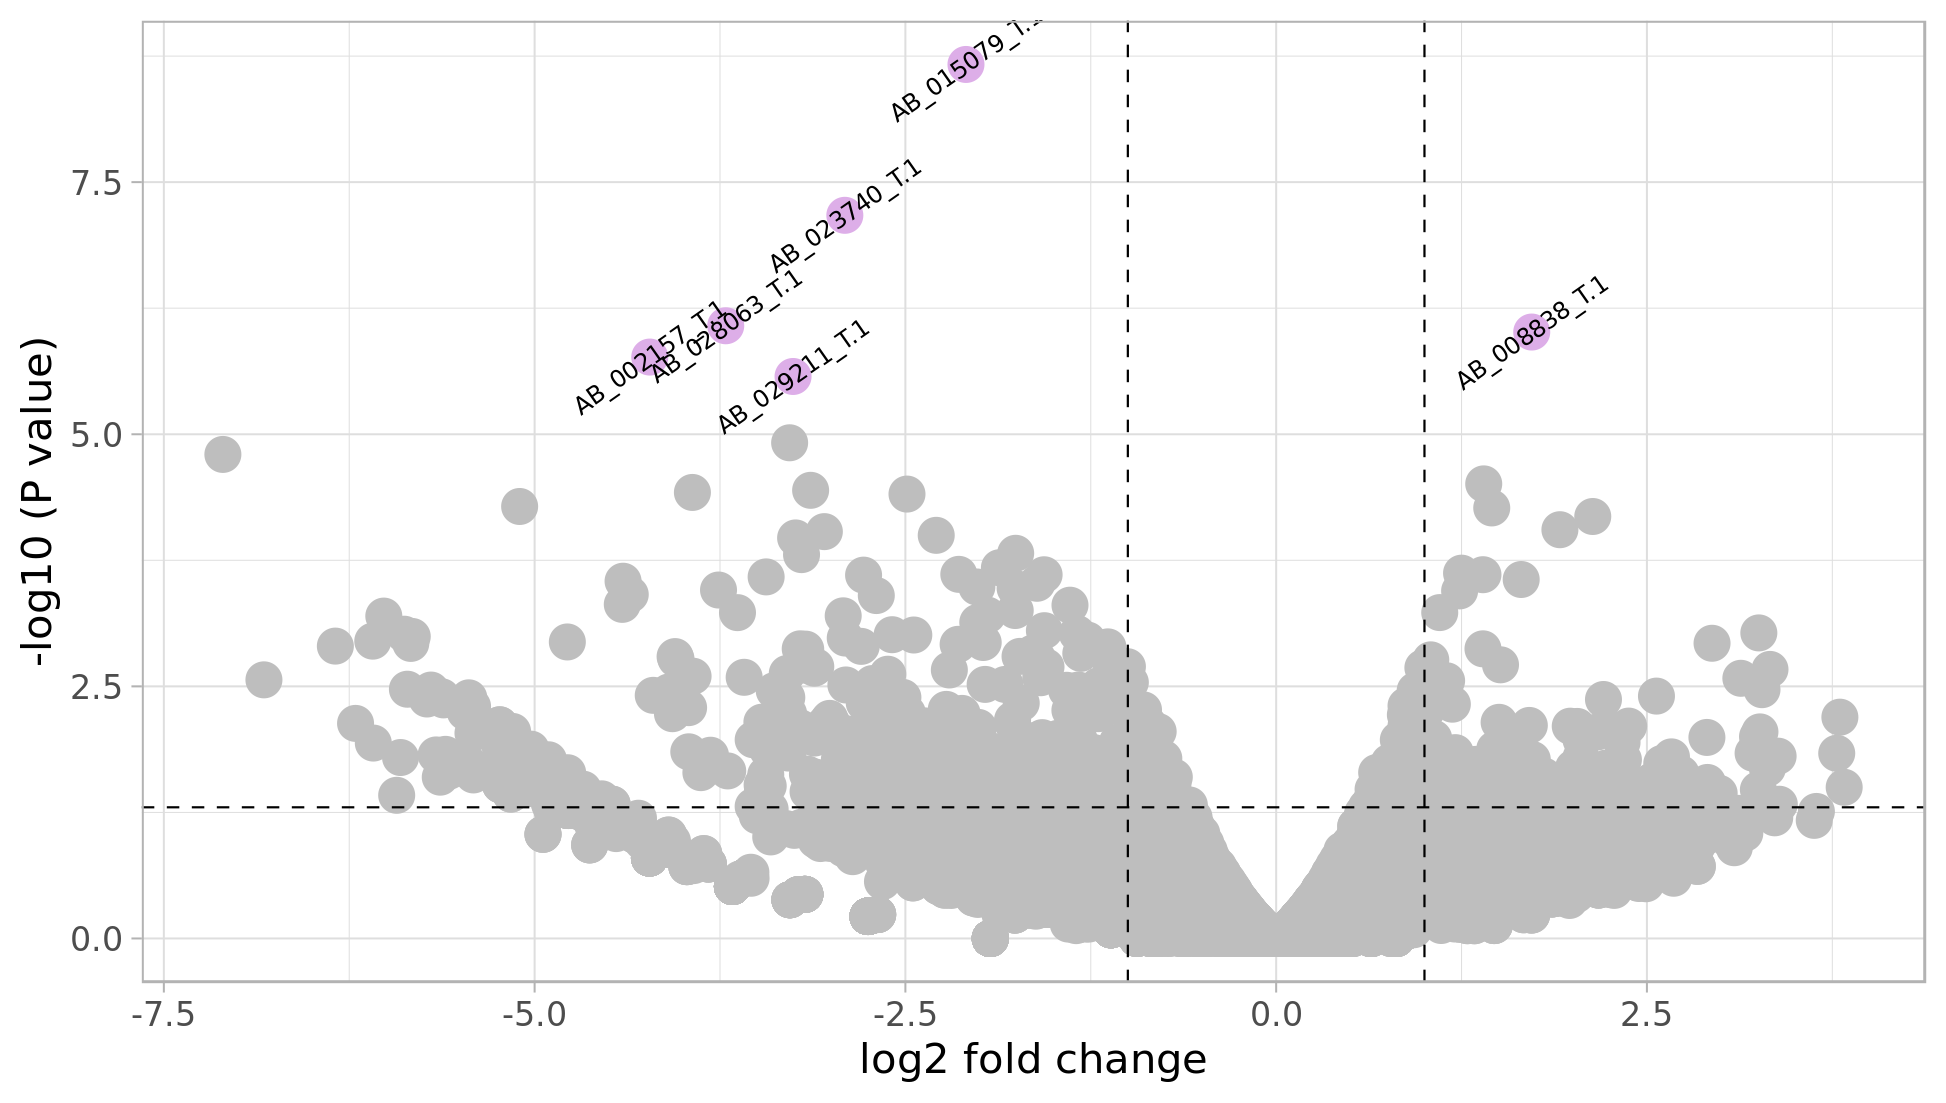 AB_015079_T.
AB_023740_T.1
AB_028063_T.1
AB_002157_T.1
AB_029211_T.1
AB_008838_T.1
7.5
5.0
2.5
0.0
-log10 (P value)
-7.5 -5.0 -2.5 0.0 2.5
log2 fold change